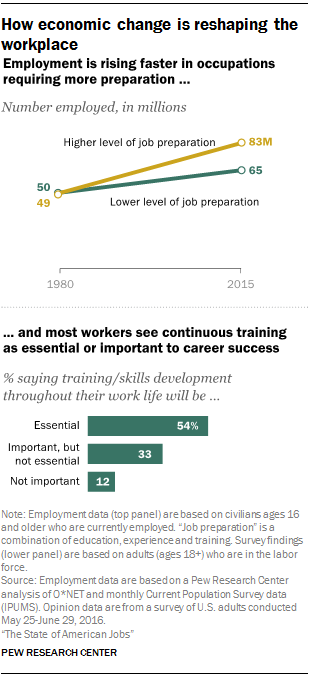 How economic change is reshaping the
workplace
Employment is rising faster in occupations
requiring more preparation ...
Number employed, in millions
Higher level of job preparation
83M
50
49
65
Lower level of job preparation
1980
2015
... and most workers see continuous training
as essential or important to career success
% saying training/skills development
throughout their work life will be ...
Essential
54%
Important, but
not essential
33
Not important
12
Note: Employment data (top panel) are based on civilians ages 16
and older who are currently employed. “Job preparation” is a
combination of education, experience and training. Survey findings
(lower panel) are based on adults (ages 18+) who are in the labor
force.
Source: Employment data are based on a Pew Research Center
analysis of O*NET and monthly Current Population Survey data
(IPUMS). Opinion data are from a survey of U.S. adults conducted
May 25-June 29, 2016.
“The State of American Jobs”
PEW RESEARCH CENTER